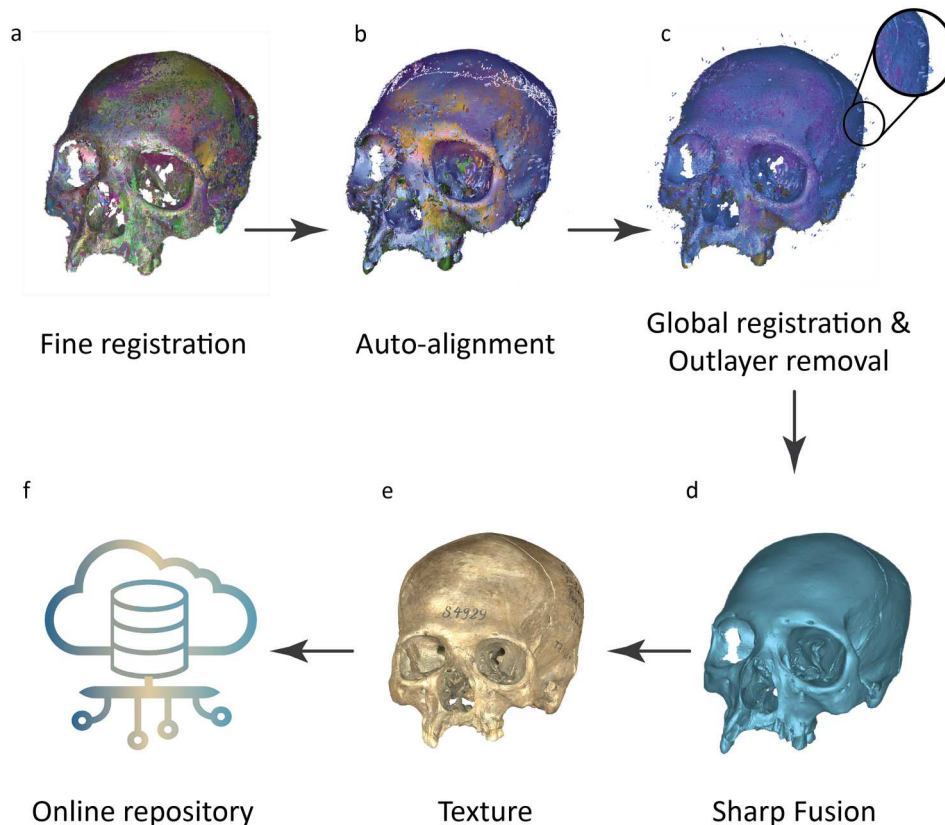 a
b
c
Fine registration
Auto-alignment
Global registration &
Outlayer removal
f
e
d
S4929
Online repository
Texture
Sharp Fusion